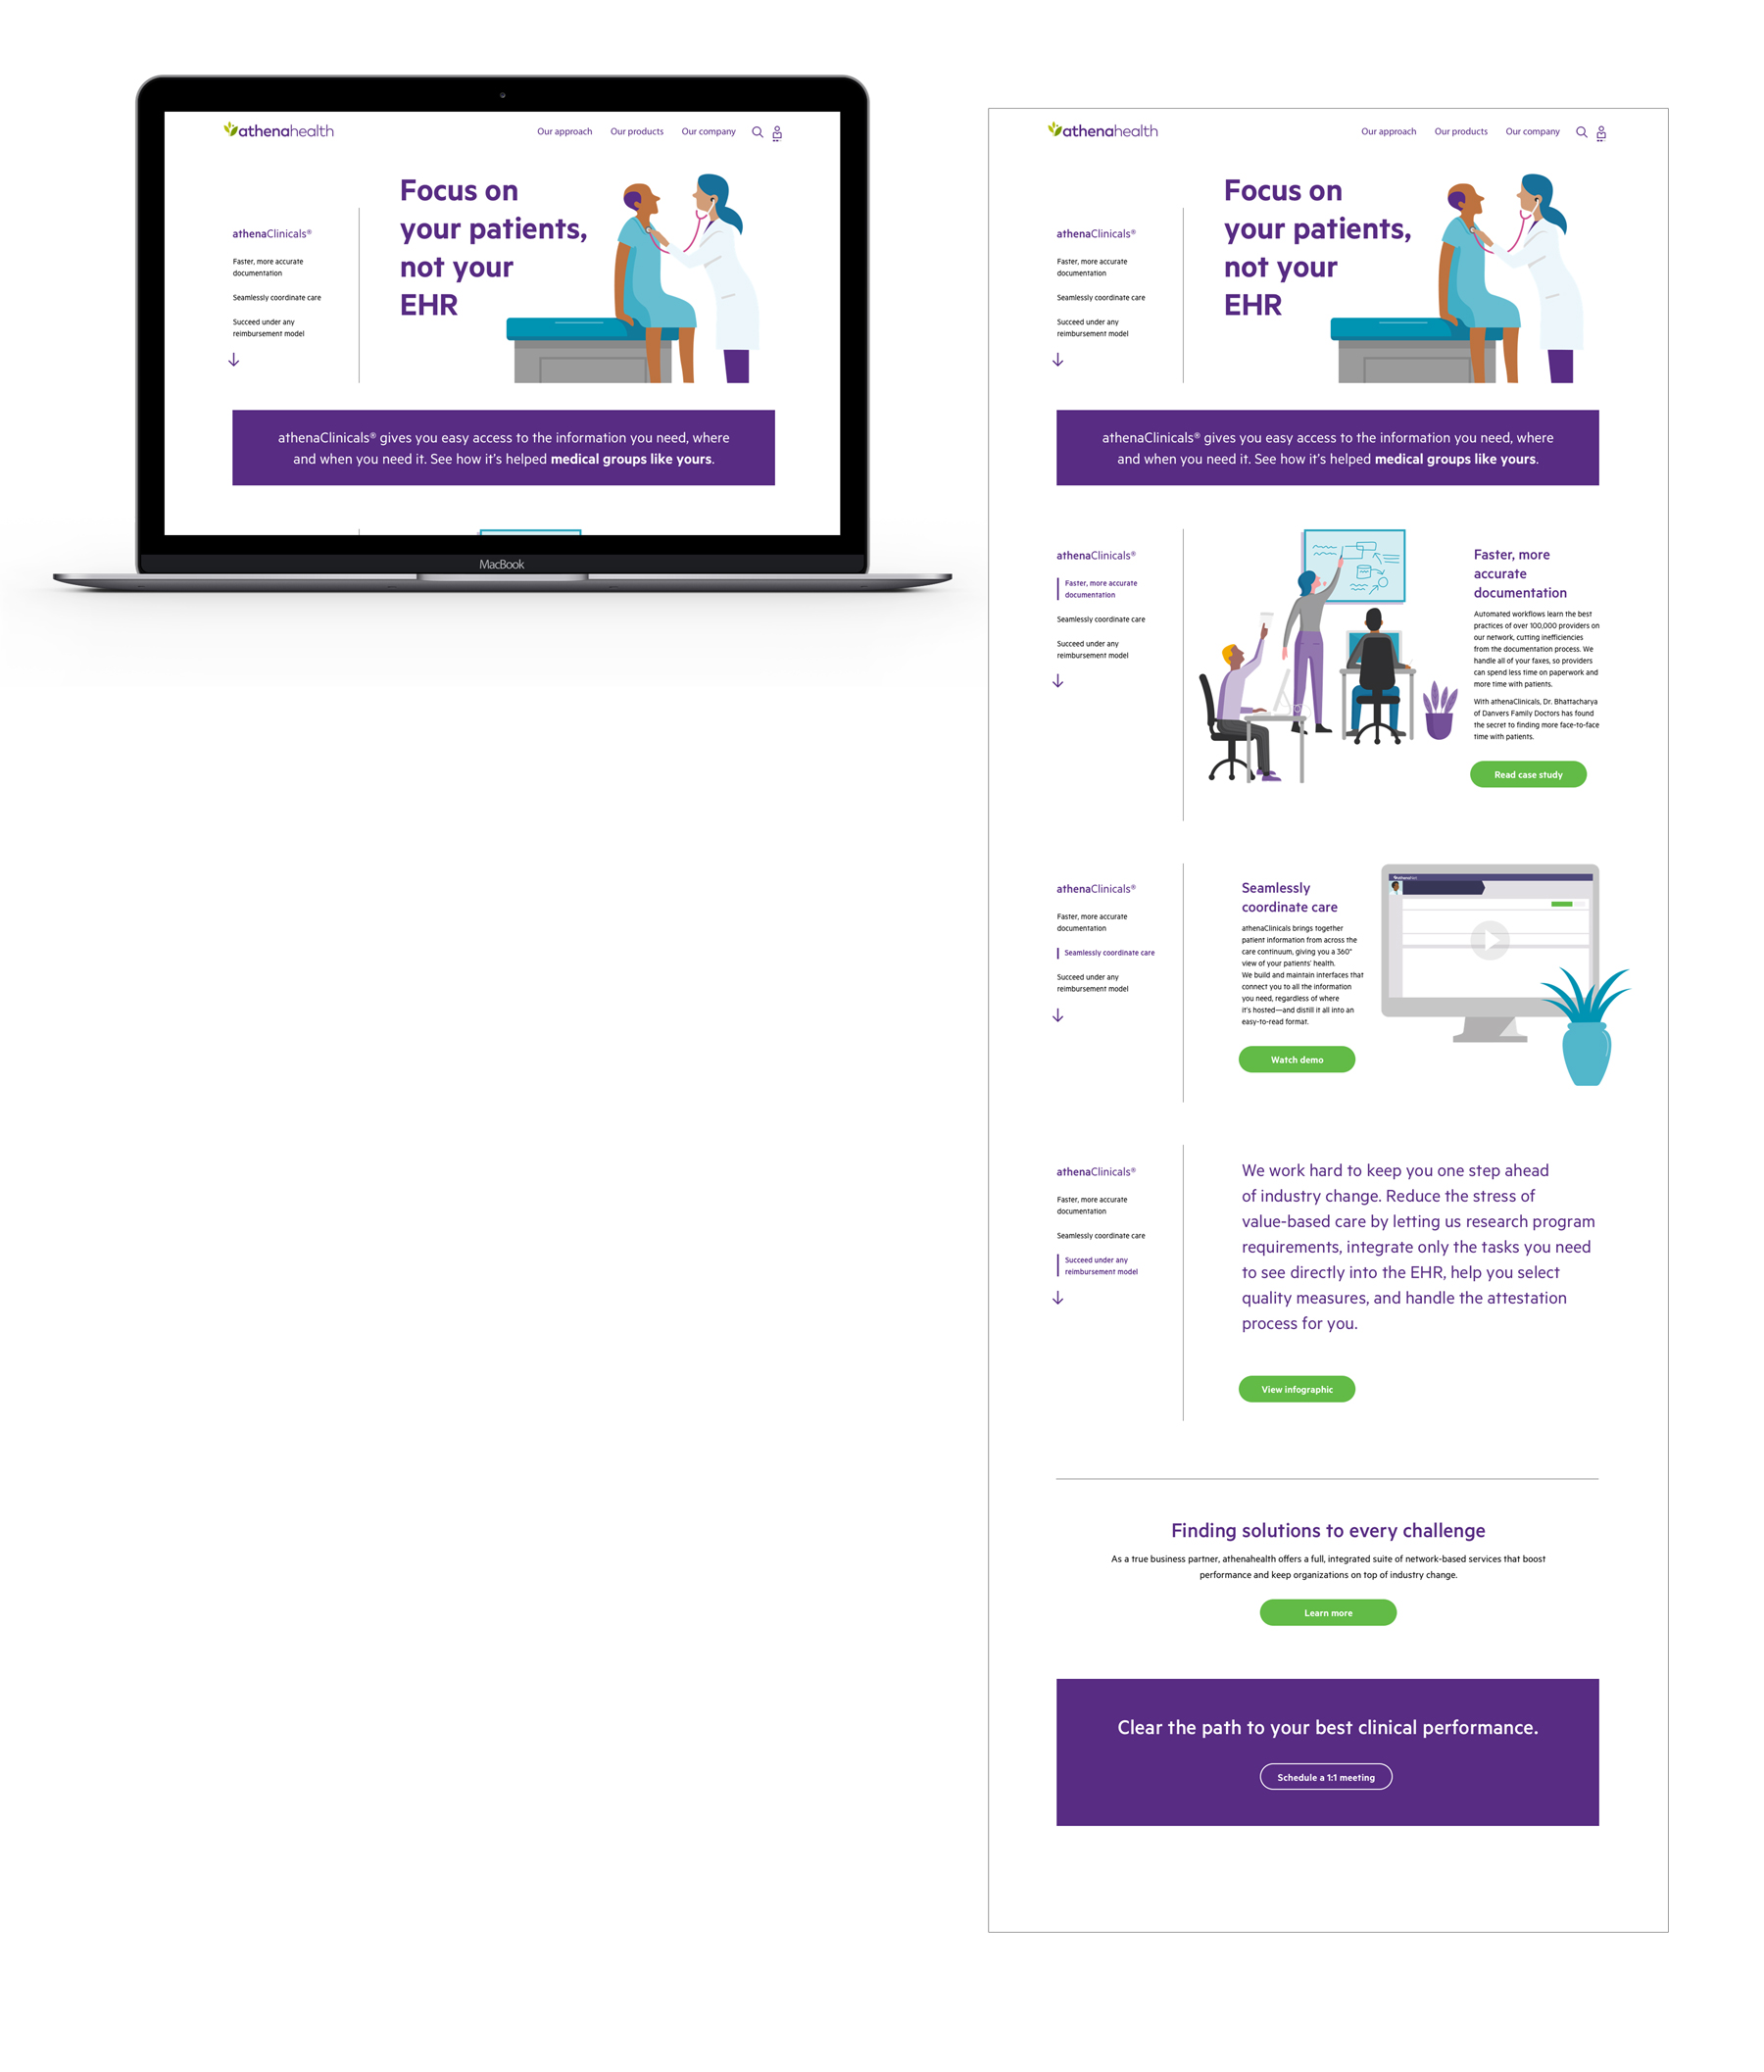 athenahealth
Our approach
Our products
Our company
Focus on
your patients,
not your
EHR
athenaClinicals®
Faster, more accurate
documentation
Seamlessly coordinate care
Succeed under any
reimbursement model
athenaClinicals® gives you easy access to the information you need, where
and when you need it. See how it's helped medical groups like yours.
MacBook
athenahealth
Our approach
Our products
Our company
Focus on
your patients,
not your
EHR
athenaClinicals®
Faster, more accurate
documentation
Seamlessly coordinate care
Succeed under any
reimbursement model
athenaClinicals® gives you easy access to the information you need, where
and when you need it. See how it's helped medical groups like yours.
athenaClinicals®
Faster, more accurate
documentation
Seamlessly coordinate care
Succeed under any
reimbursement model
Faster, more
accurate
documentation
Automated workflows learn the best
practices of over 100,000 providers on
our network, cutting inefficiencies
from the documentation process. We
handle all of your faxes, so providers
can spend less time on paperwork and
more time with patients.
With athenaClinicals, Dr. Bhattacharya
of Danvers Family Doctors has found
the secret to finding more face-to-face
time with patients.
Read case study
athenaClinicals®
Faster, more accurate
documentation
Seamlessly coordinate care
Succeed under any
reimbursement model
Seamlessly
coordinate care
athenaClinicals brings together
patient information from across the
care continuum, giving you a 360°
view of your patients' health.
We build and maintain interfaces that
connect you to all the information
you need, regardless of where
it's hosted—and distill it all into an
easy-to-read format.
Watch demo
athenaClinicals®
Faster, more accurate
documentation
Seamlessly coordinate care
Succeed under any
reimbursement model
We work hard to keep you one step ahead
of industry change. Reduce the stress of
value-based care by letting us research program
requirements, integrate only the tasks you need
to see directly into the EHR, help you select
quality measures, and handle the attestation
process for you.
View infographic
Finding solutions to every challenge
As a true business partner, athenahealth offers a full, integrated suite of network-based services that boost
performance and keep organizations on top of industry change.
Learn more
Clear the path to your best clinical performance.
Schedule a 1:1 meeting